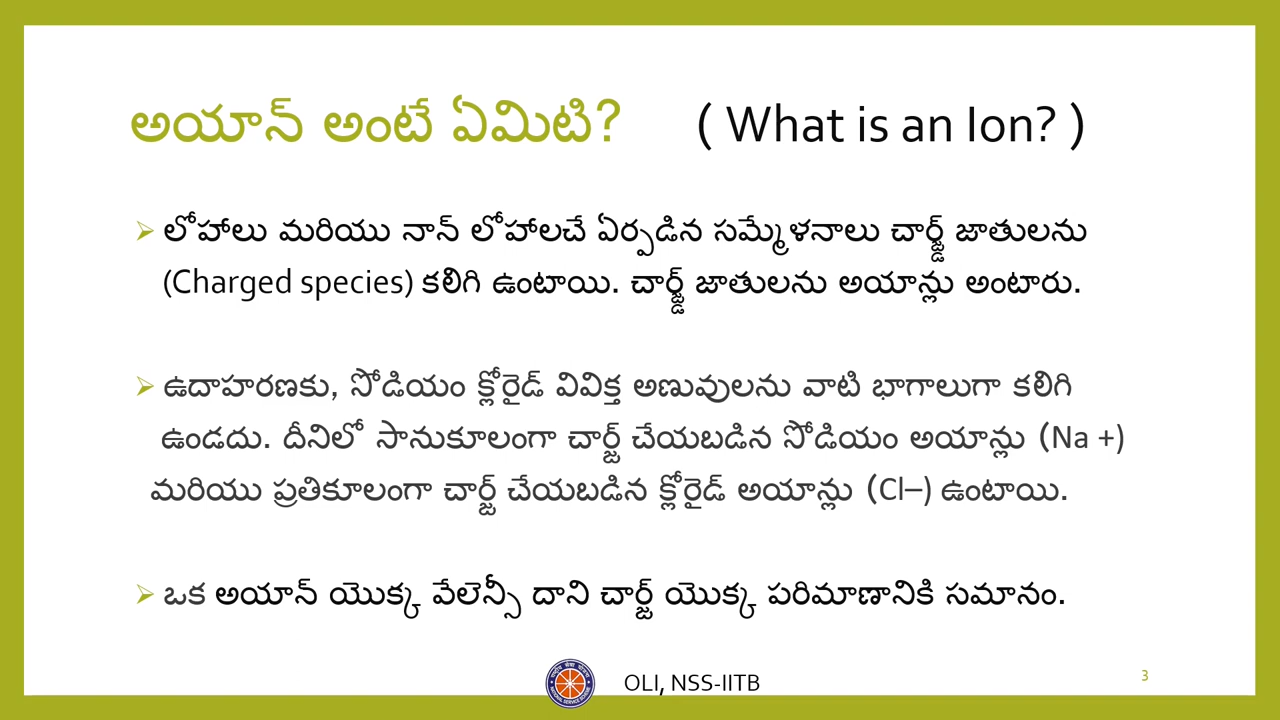 అయాన్ అంటే ఏమిటి? ( What is an Ion? )
లోహాలు మరియు నాన్ లోహాలచే ఏర్పడిన సమ్మేళనాలు చార్జ్డ్ జాతులను
(Charged species) కలిగి ఉంటాయి. చార్జ్డ్ జాతులను అయాన్లు అంటారు.
ఉదాహరణకు, సోడియం క్లోరైడ్ వివిక్త అణువులను వాటి భాగాలుగా కలిగి
ఉండదు. దీనిలో సానుకూలంగా చార్జ్ చేయబడిన సోడియం అయాన్లు (Na +)
మరియు ప్రతికూలంగా చార్జ్ చేయబడిన క్లోరైడ్ అయాన్లు (Cl–) ఉంటాయి.
ఒక అయాన్ యొక్క వేలెన్సీ దాని చార్జ్ యొక్క పరిమాణానికి సమానం.
OLI, NSS-IITB
3